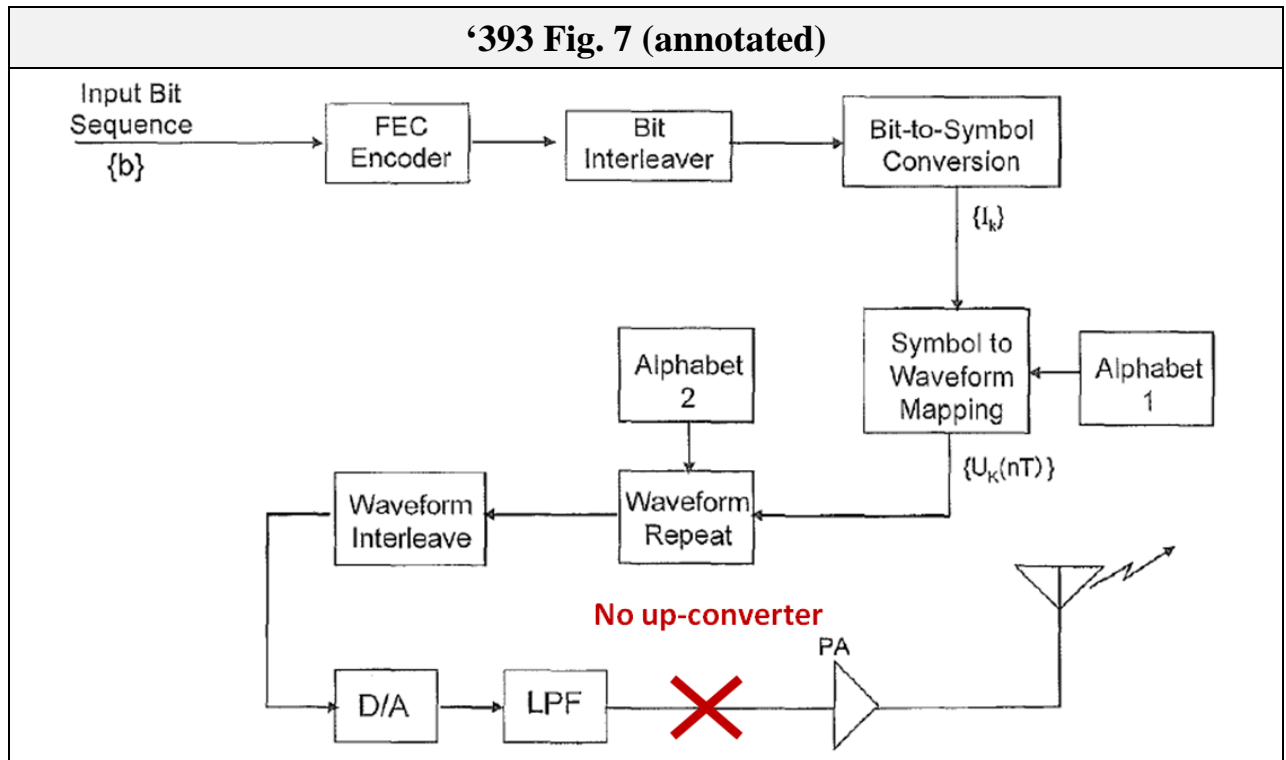 ‘393 Fig. 7 (annotated)
Input Bit
Sequence
{b}
FEC
Encoder
Bit
Interleaver
Bit-to-Symbol
Conversion
{Iₖ}
Symbol to
Waveform
Mapping
Alphabet
1
{U_K(nT)}
Alphabet
2
Waveform
Repeat
Waveform
Interleave
No up-converter
D/A
LPF
PA